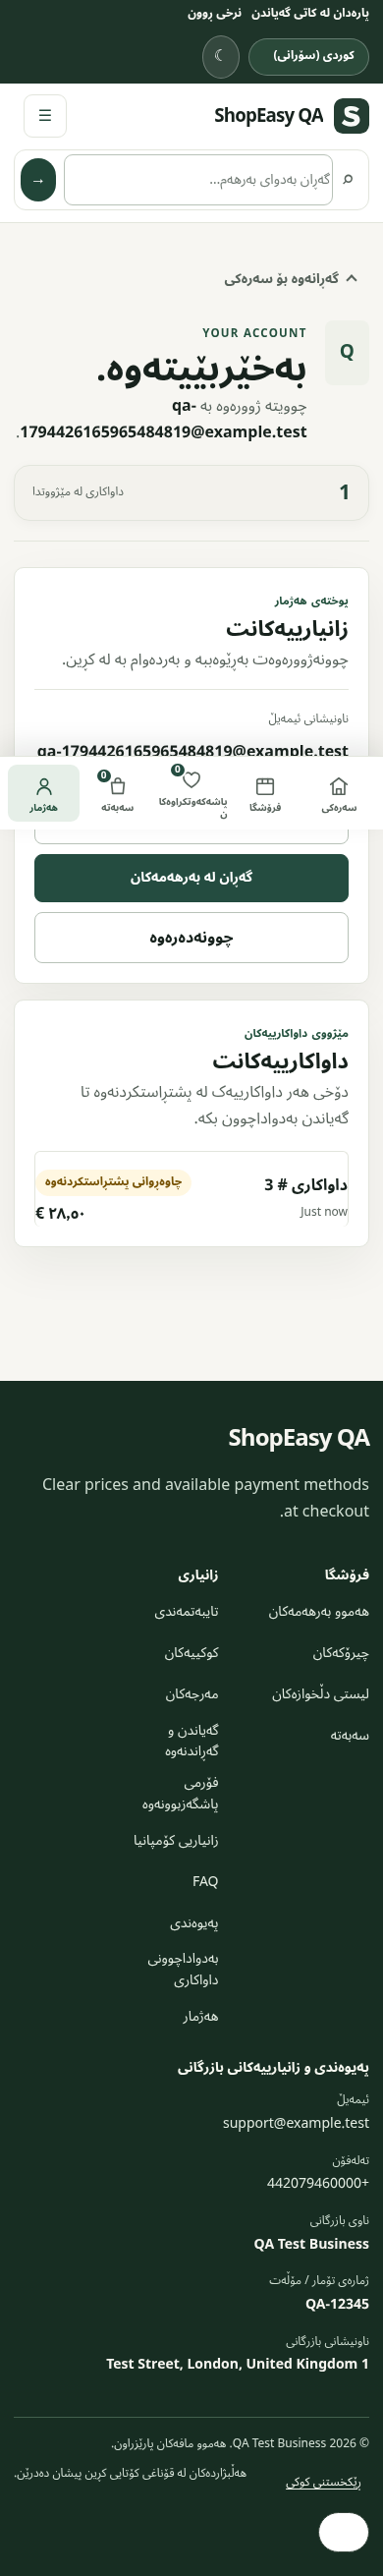 پارەدان لە کاتی گەیاندن نرخی ڕوون
کوردی (سۆرانی)
S ShopEasy QA
گەڕان بەدوای بەرهەم...
گەڕانەوە بۆ سەرەکی
Q
YOUR ACCOUNT
بەخێربێیتەوە.
چوویتە ژوورەوە بە qa-
1794426165965484819@example.test.
1
داواکاری لە مێژوودا
پوختەی هەژمار
زانیارییەکانت
چوونەژوورەوەت بەڕێوەببە و بەردەوام بە لە کڕین.
ناونیشانی ئیمەیڵ
qa-1794426165965484819@example.test
سەرەکی
فرۆشگا
0
پاشەکەوتکراوەکان
0
سەبەتە
هەژمار
گەڕان لە بەرهەمەکان
چوونەدەرەوە
مێژووی داواکارییەکان
داواکارییەکانت
دۆخی هەر داواکارییەک لە پشتڕاستکردنەوە تا
گەیاندن بەدواداچوون بکە.
داواکاری # 3
چاوەڕوانی پشتڕاستکردنەوە
Just now
٢٨,٥٠ €
ShopEasy QA
Clear prices and available payment methods
at checkout.
فرۆشگا
هەموو بەرهەمەکان
چیرۆکەکان
لیستی دڵخوازەکان
سەبەتە
زانیاری
تایبەتمەندی
کوکییەکان
مەرجەکان
گەیاندن و
گەڕاندنەوە
فۆرمی
پاشگەزبوونەوە
زانیاریی کۆمپانیا
FAQ
پەیوەندی
بەدواداچوونی
داواکاری
هەژمار
پەیوەندی و زانیارییەکانی بازرگانی
ئیمەیڵ
support@example.test
تەلەفۆن
+442079460000
ناوی بازرگانی
QA Test Business
ژمارەی تۆمار / مۆڵەت
QA-12345
ناونیشانی بازرگانی
1 Test Street, London, United Kingdom
© 2026 QA Test Business. هەموو مافەکان پارێزراون.
ڕێکخستنی کوکی
هەڵبژاردەکان لە قۆناغی کۆتایی کڕین پیشان دەدرێن.